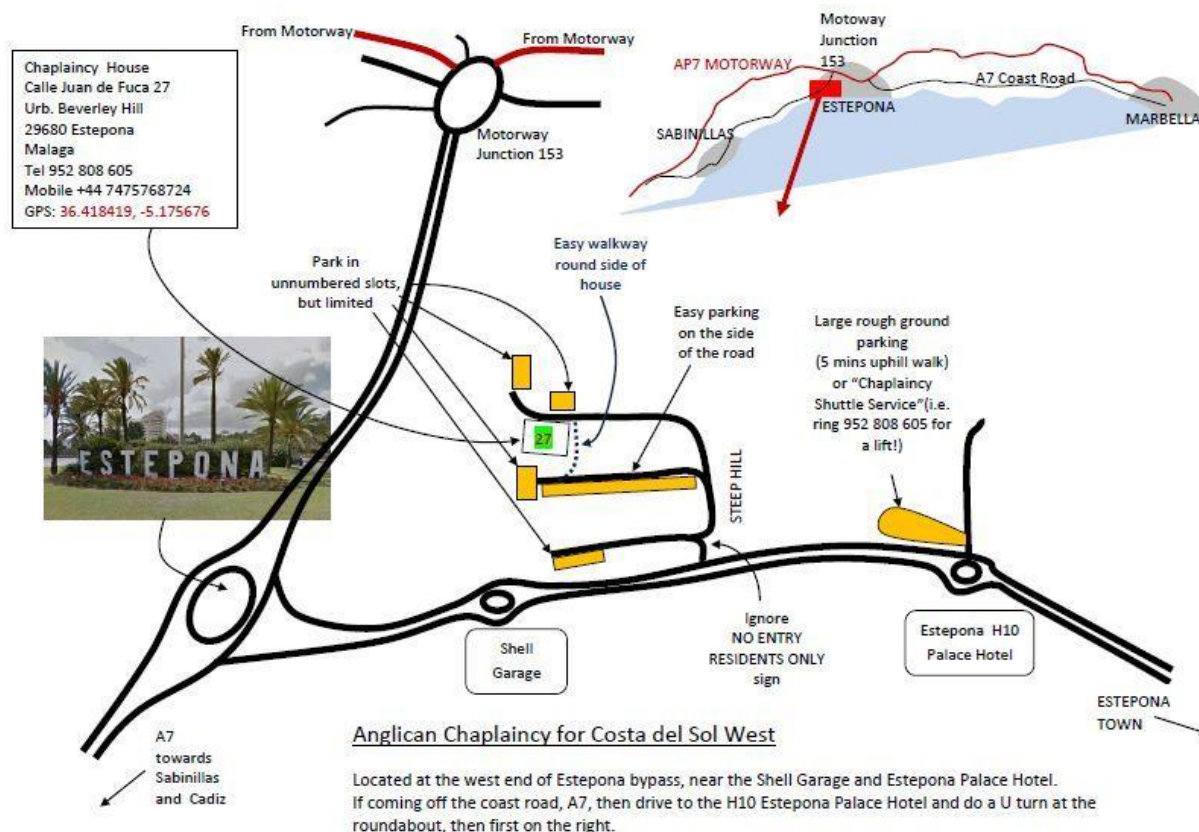 From Motorway
From Motorway
Chaplaincy House
Calle Juan de Fuca 27
Urb. Beverley Hill
29680 Estepona
Malaga
Tel 952 808 605
Mobile +44 7475768724
GPS: 36.418419, -5.175676
Motorway
Junction 153
Motoway
Junction
153
AP7 MOTORWAY
A7 Coast Road
ESTEPONA
SABINILLAS
MARBELLA
Park in
unnumbered slots,
but limited
Easy walkway
round side of
house
Easy parking
on the side
of the road
Large rough ground
parking
(5 mins uphill walk)
or “Chaplaincy
Shuttle Service”(i.e.
ring 952 808 605 for
a lift!)
27
STEEP HILL
ESTEPONA
Shell
Garage
Ignore
NO ENTRY
RESIDENTS ONLY
sign
Estepona H10
Palace Hotel
ESTEPONA
TOWN
A7
towards
Sabinillas
and Cadiz
Anglican Chaplaincy for Costa del Sol West
Located at the west end of Estepona bypass, near the Shell Garage and Estepona Palace Hotel.
If coming off the coast road, A7, then drive to the H10 Estepona Palace Hotel and do a U turn at the
roundabout, then first on the right.